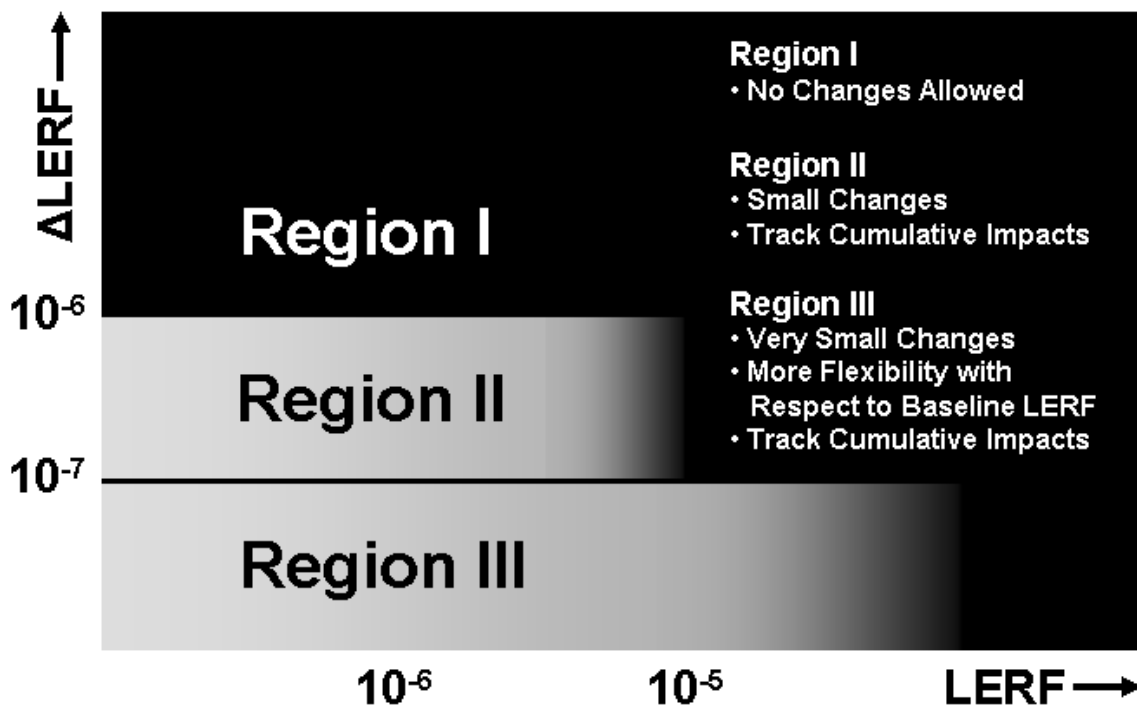 ΔLERF
Region I
• No Changes Allowed
Region II
• Small Changes
• Track Cumulative Impacts
Region III
• Very Small Changes
• More Flexibility with
Respect to Baseline LERF
• Track Cumulative Impacts
Region I
10⁻⁶
Region II
10⁻⁷
Region III
10⁻⁶
10⁻⁵
LERF